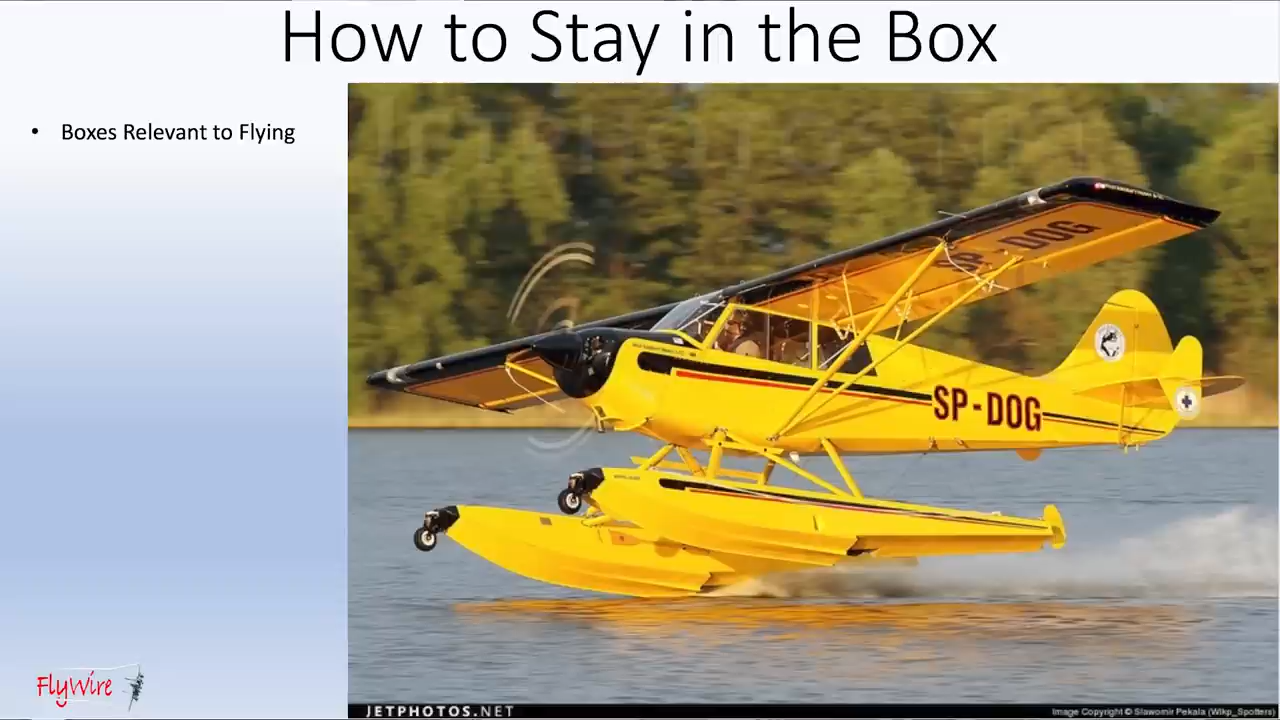 How to Stay in the Box
• Boxes Relevant to Flying
SP-DOG
SP-DOG
FlyWire
JETPHOTOS.NET
Image Copyright © Slawomir Pekala (Wlkp_Spotters)